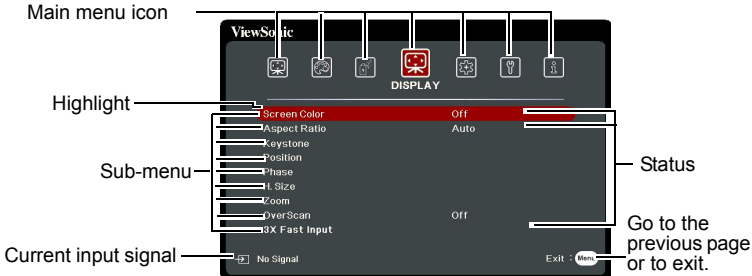 Main menu icon
ViewSonic
DISPLAY
Highlight
Screen Color Off
Aspect Ratio Auto
Keystone
Position
Sub-menu
Phase
Status
H. Size
Zoom
OverScan Off
3X Fast Input
Go to the
previous page
or to exit.
Current input signal
No Signal
Exit : Menu